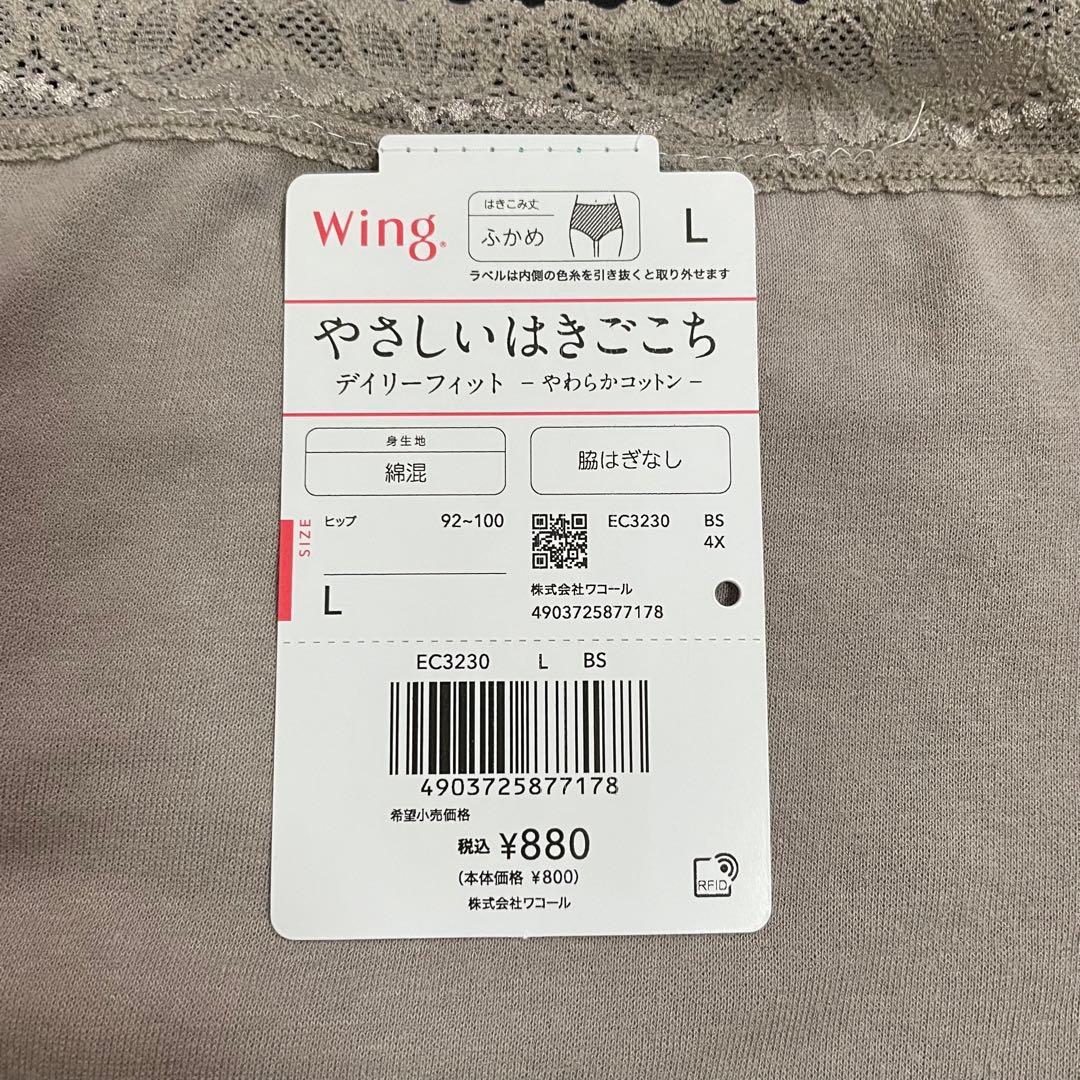 Wing®
はきこみ丈
ふかめ
L
ラベルは内側の色糸を引き抜くと取り外せます
やさしいはきごこち
デイリーフィット －やわらかコットン－
身生地
綿混
脇はぎなし
SIZE
ヒップ 92~100
L
EC3230 BS
4X
株式会社ワコール
4903725877178
EC3230 L BS
4903725877178
希望小売価格
税込 ¥880
(本体価格 ¥800)
株式会社ワコール
RFID